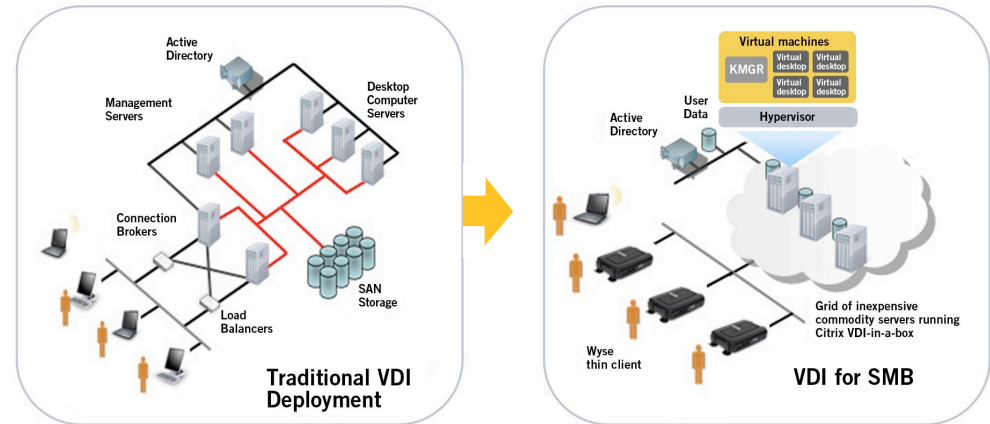 Active
Directory
Management
Servers
Desktop
Computer
Servers
Connection
Brokers
SAN
Storage
Load
Balancers
Traditional VDI
Deployment
Virtual machines
KMGR
Virtual
desktop
Virtual
desktop
Virtual
desktop
Virtual
desktop
Hypervisor
User
Data
Active
Directory
Grid of inexpensive
commodity servers running
Citrix VDI-in-a-box
Wyse
thin client
VDI for SMB